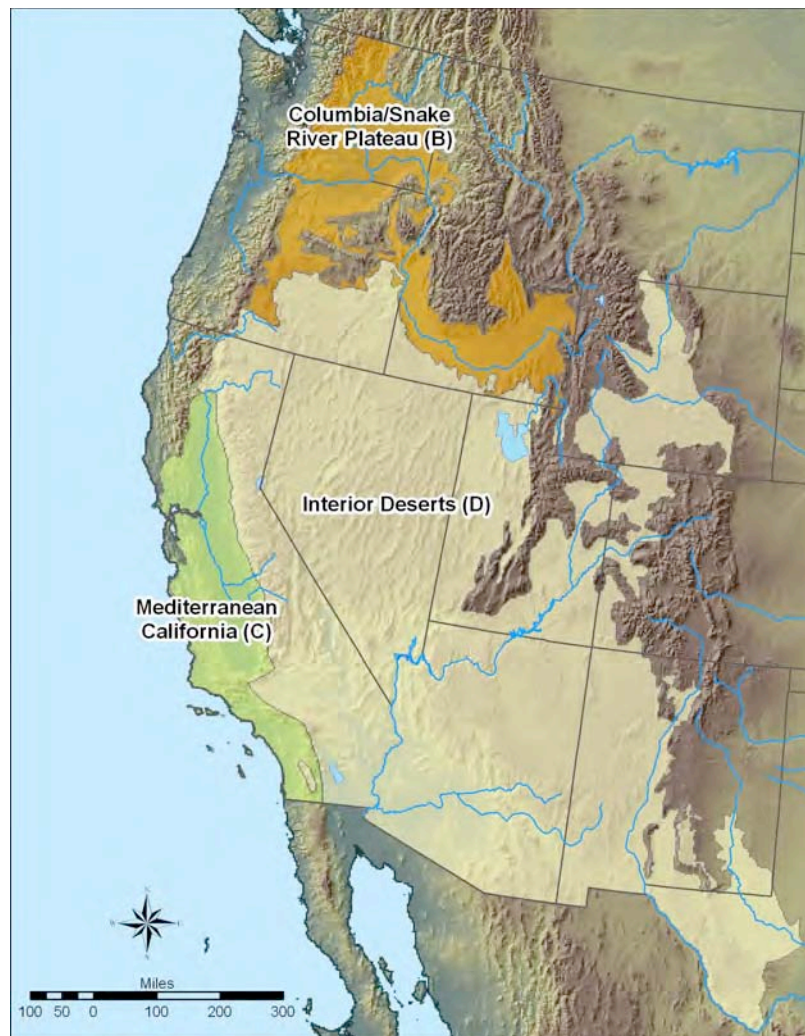 Columbia/Snake
River Plateau (B)
Interior Deserts (D)
Mediterranean
California (C)
N
W
E
S
Miles
100 50 0 100 200 300